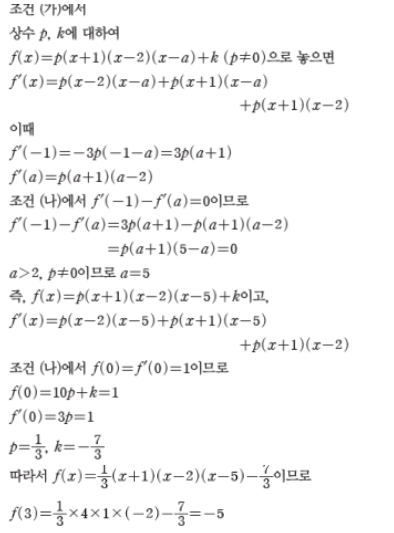 조건 (가)에서
상수 p, k에 대하여
f(x)=p(x+1)(x-2)(x-a)+k (p≠0)으로 놓으면
f′(x)=p(x-2)(x-a)+p(x+1)(x-a)
+p(x+1)(x-2)
이때
f′(-1)=-3p(-1-a)=3p(a+1)
f′(a)=p(a+1)(a-2)
조건 (나)에서 f′(-1)-f′(a)=0이므로
f′(-1)-f′(a)=3p(a+1)-p(a+1)(a-2)
=p(a+1)(5-a)=0
a>2, p≠0이므로 a=5
즉, f(x)=p(x+1)(x-2)(x-5)+k이고,
f′(x)=p(x-2)(x-5)+p(x+1)(x-5)
+p(x+1)(x-2)
조건 (나)에서 f(0)=f′(0)=1이므로
f(0)=10p+k=1
f′(0)=3p=1
p=1/3, k=-7/3
따라서 f(x)=1/3(x+1)(x-2)(x-5)-7/3이므로
f(3)=1/3×4×1×(-2)-7/3=-5